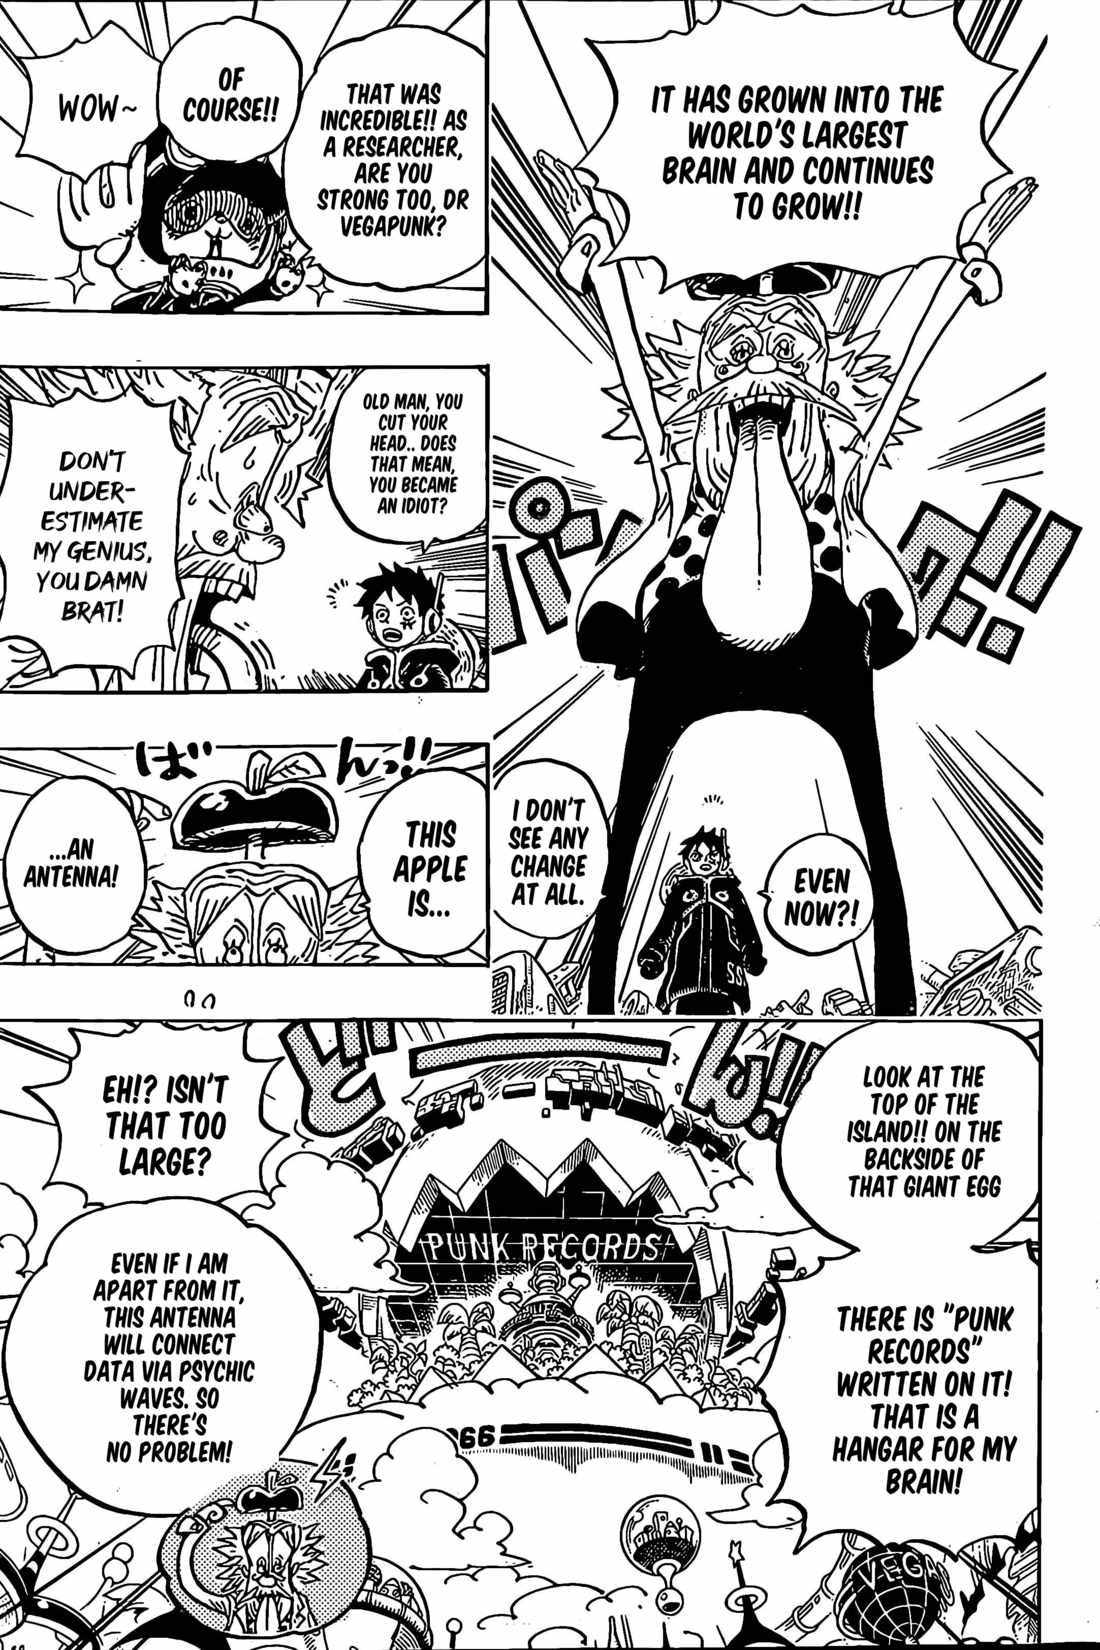 IT HAS GROWN INTO THE
WORLD'S LARGEST
BRAIN AND CONTINUES
TO GROW!!
EVEN
NOW?!
I DON'T
SEE ANY
CHANGE
AT ALL.
THAT WAS
INCREDIBLE!! AS
A RESEARCHER,
ARE YOU
STRONG TOO, DR
VEGAPUNK?
OF
COURSE!!
WOW~
OLD MAN, YOU
CUT YOUR
HEAD.. DOES
THAT MEAN,
YOU BECAME
AN IDIOT?
DON'T
UNDER-
ESTIMATE
MY GENIUS,
YOU DAMN
BRAT!
ばんっ!!
THIS
APPLE
IS...
...AN
ANTENNA!
どーん!!
LOOK AT THE
TOP OF THE
ISLAND!! ON THE
BACKSIDE OF
THAT GIANT EGG
THERE IS "PUNK
RECORDS"
WRITTEN ON IT!
THAT IS A
HANGAR FOR MY
BRAIN!
PUNK RECORDS
EH!? ISN'T
THAT TOO
LARGE?
EVEN IF I AM
APART FROM IT,
THIS ANTENNA
WILL CONNECT
DATA VIA PSYCHIC
WAVES. SO
THERE'S
NO PROBLEM!
66
VEGA